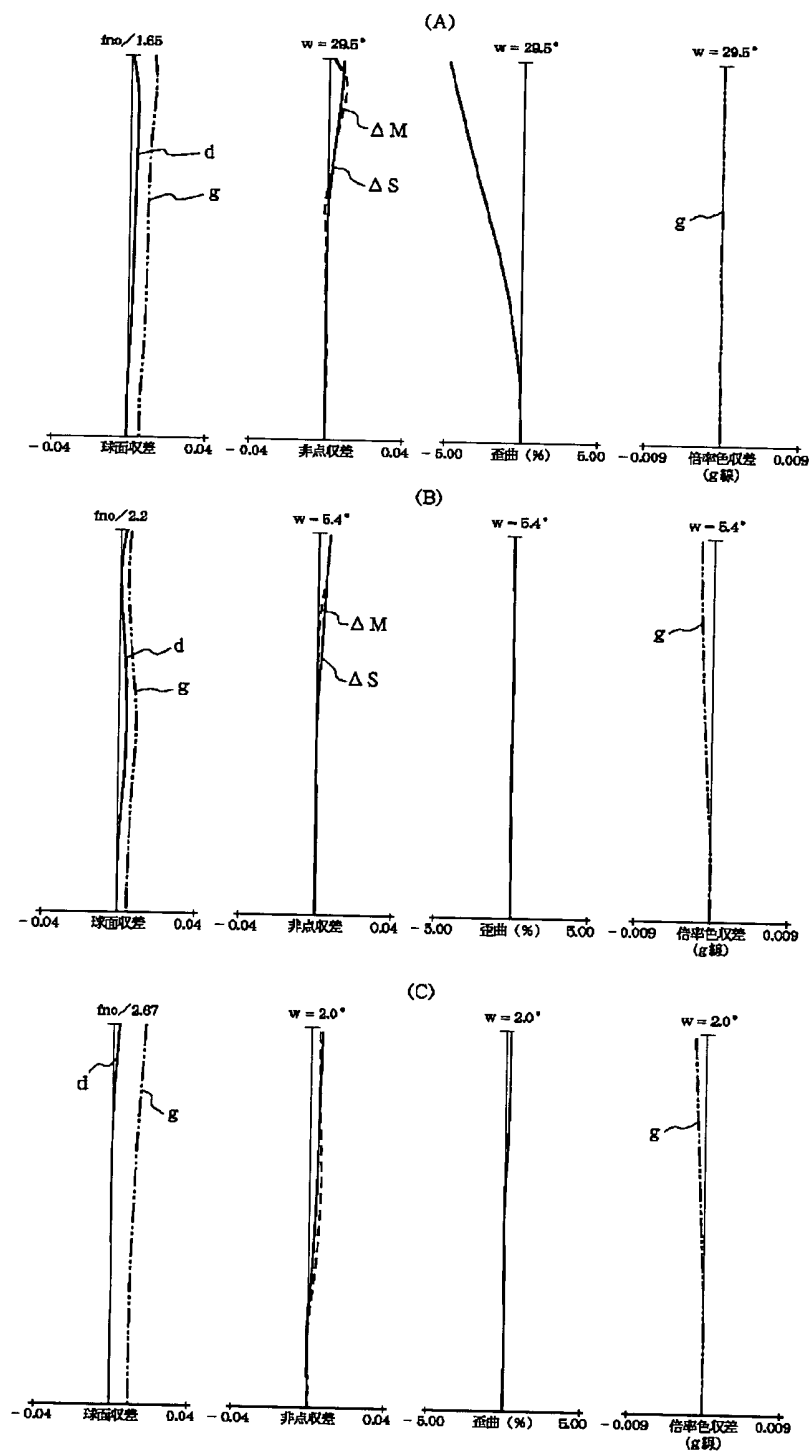 (A)
fno/1.65
w = 29.5°
w = 29.5°
w = 29.5°
ΔM
d
ΔS
g
g
-0.04
球面収差
0.04
-0.04
非点収差
0.04
-5.00
歪曲 (%)
5.00
-0.009
倍率色収差
(g線)
0.009
(B)
fno/2.2
w = 5.4°
w = 5.4°
w = 5.4°
ΔM
g
d
ΔS
g
-0.04
球面収差
0.04
-0.04
非点収差
0.04
-5.00
歪曲 (%)
5.00
-0.009
倍率色収差
(g線)
0.009
(C)
fno/2.67
w = 2.0°
w = 2.0°
w = 2.0°
d
g
g
-0.04
球面収差
0.04
-0.04
非点収差
0.04
-5.00
歪曲 (%)
5.00
-0.009
倍率色収差
(g線)
0.009